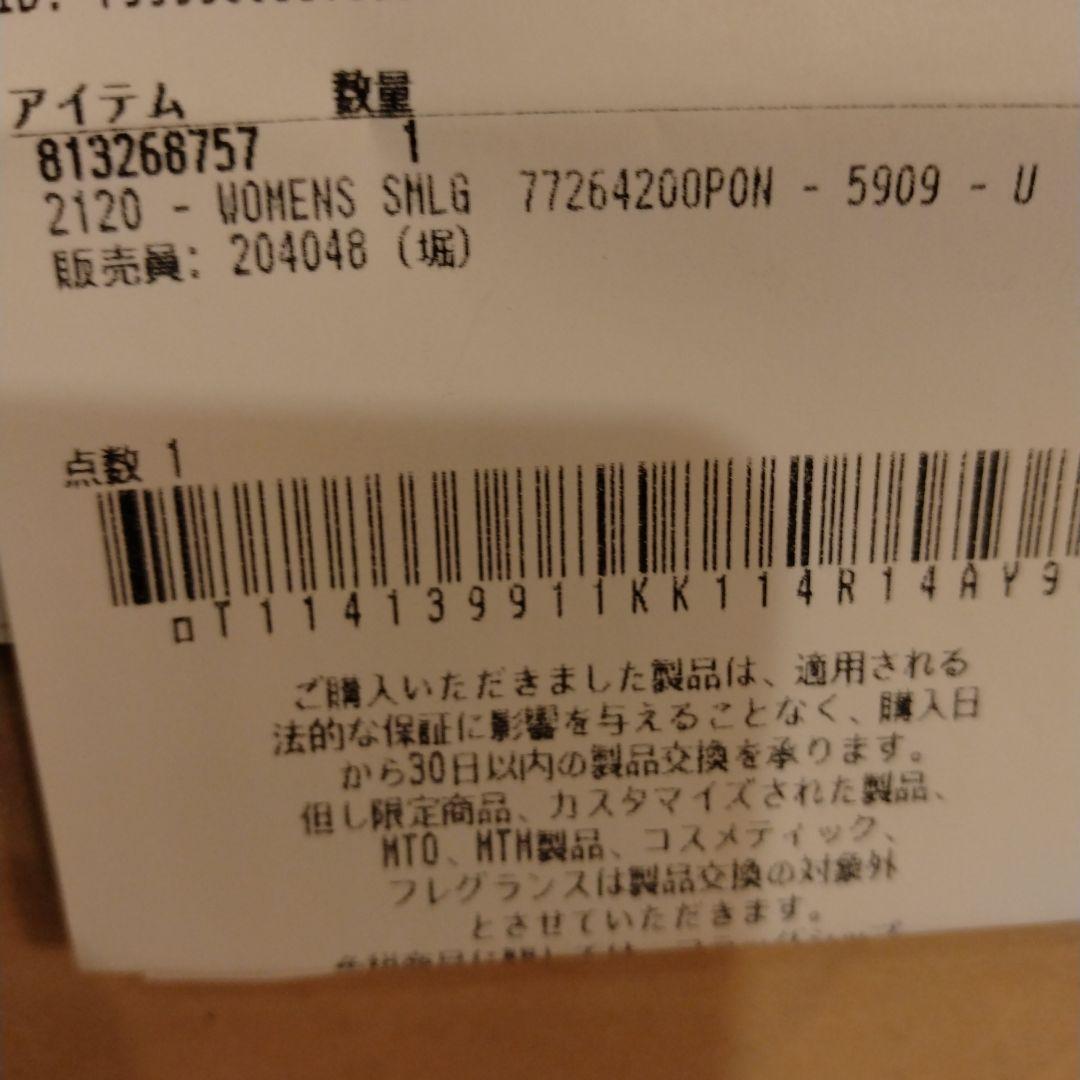 アイテム 数量
813268757 1
2120 - WOMENS SMLG 7726420OPON - 5909 - U
販売員: 204048 (堀)
点数 1
T114139911KK114R14AY9
ご購入いただきました製品は、適用される
法的な保証に影響を与えることなく、購入日
から30日以内の製品交換を承ります。
但し限定商品、カスタマイズされた製品、
MTO、MTM製品、コスメティック、
フレグランスは製品交換の対象外
とさせていただきます。